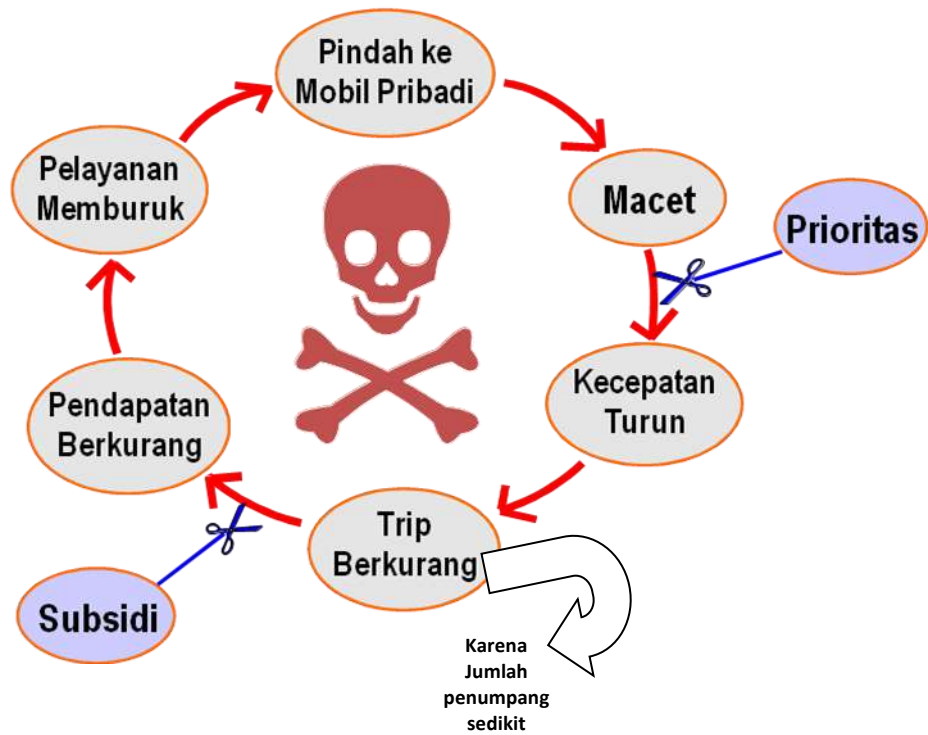 Pindah ke
Mobil Pribadi
Macet
Prioritas
Kecepatan
Turun
Trip
Berkurang
Karena
Jumlah
penumpang
sedikit
Subsidi
Pendapatan
Berkurang
Pelayanan
Memburuk